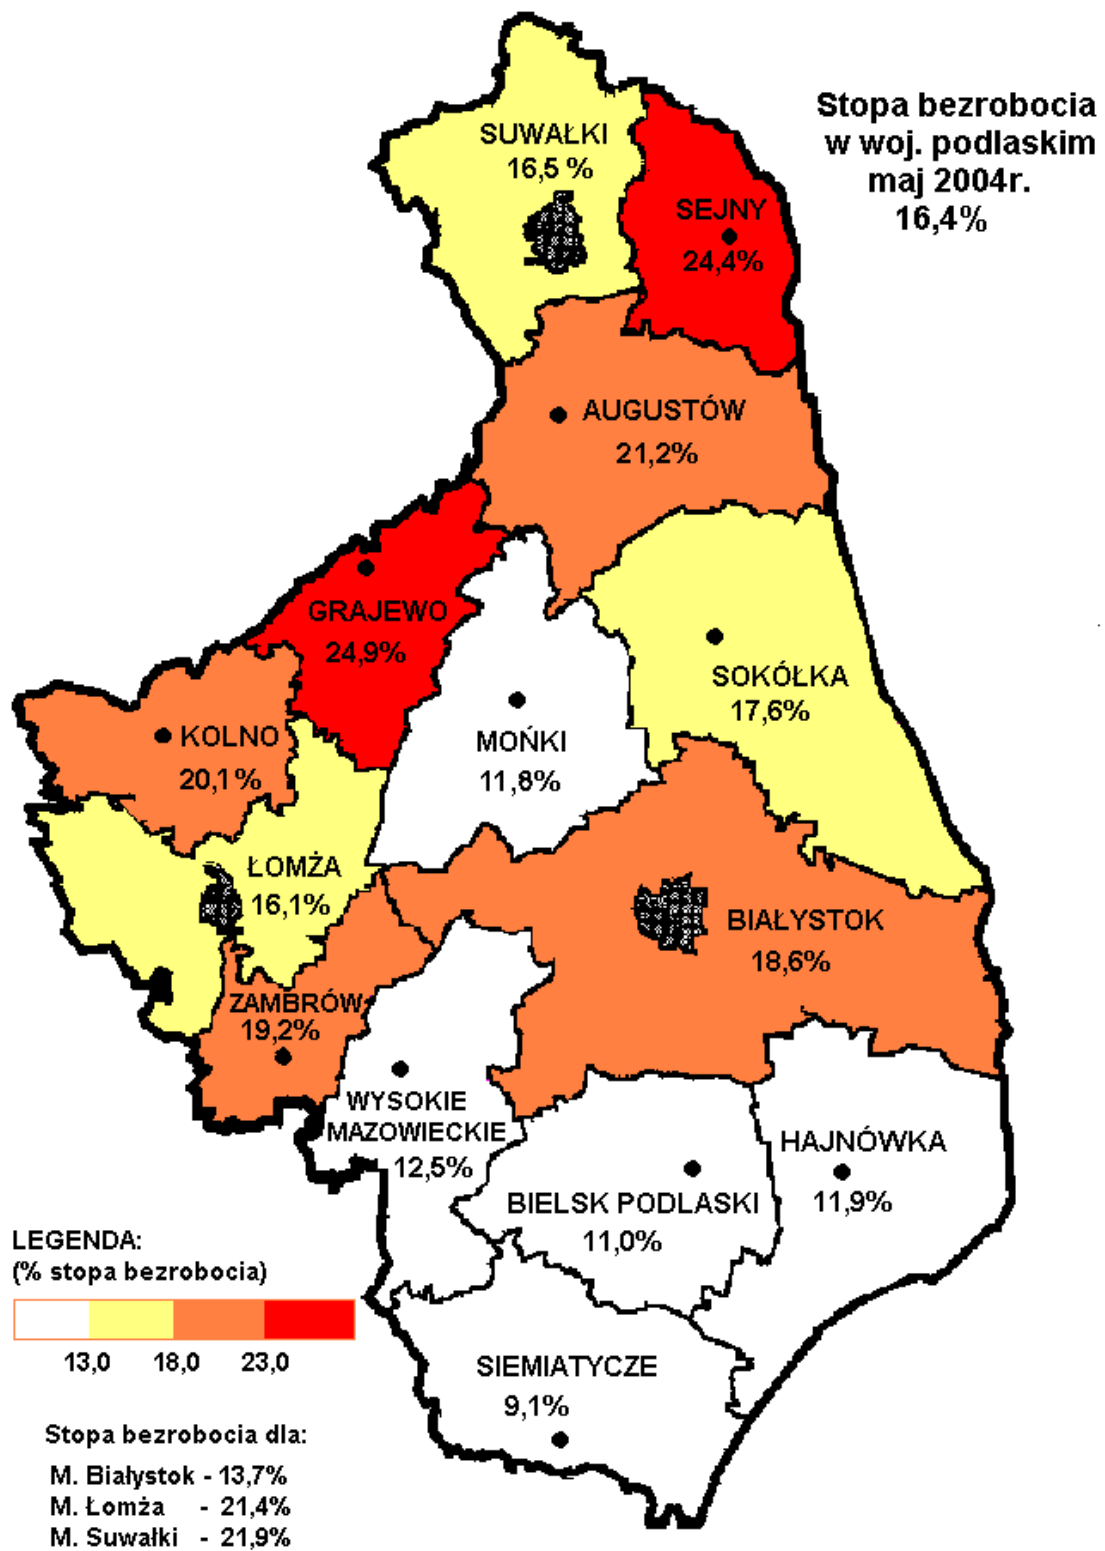 Stopa bezrobocia
w woj. podlaskim
maj 2004r.
16,4%
SUWAŁKI
16,5 %
SEJNY
24,4%
AUGUSTÓW
21,2%
GRAJEWO
24,9%
SOKÓŁKA
17,6%
KOLNO
20,1%
MOŃKI
11,8%
ŁOMŻA
16,1%
BIAŁYSTOK
18,6%
ZAMBRÓW
19,2%
WYSOKIE
MAZOWIECKIE
12,5%
HAJNÓWKA
11,9%
BIELSK PODLASKI
11,0%
SIEMIATYCZE
9,1%
LEGENDA:
(% stopa bezrobocia)
13,0 18,0 23,0
Stopa bezrobocia dla:
M. Białystok - 13,7%
M. Łomża - 21,4%
M. Suwałki - 21,9%